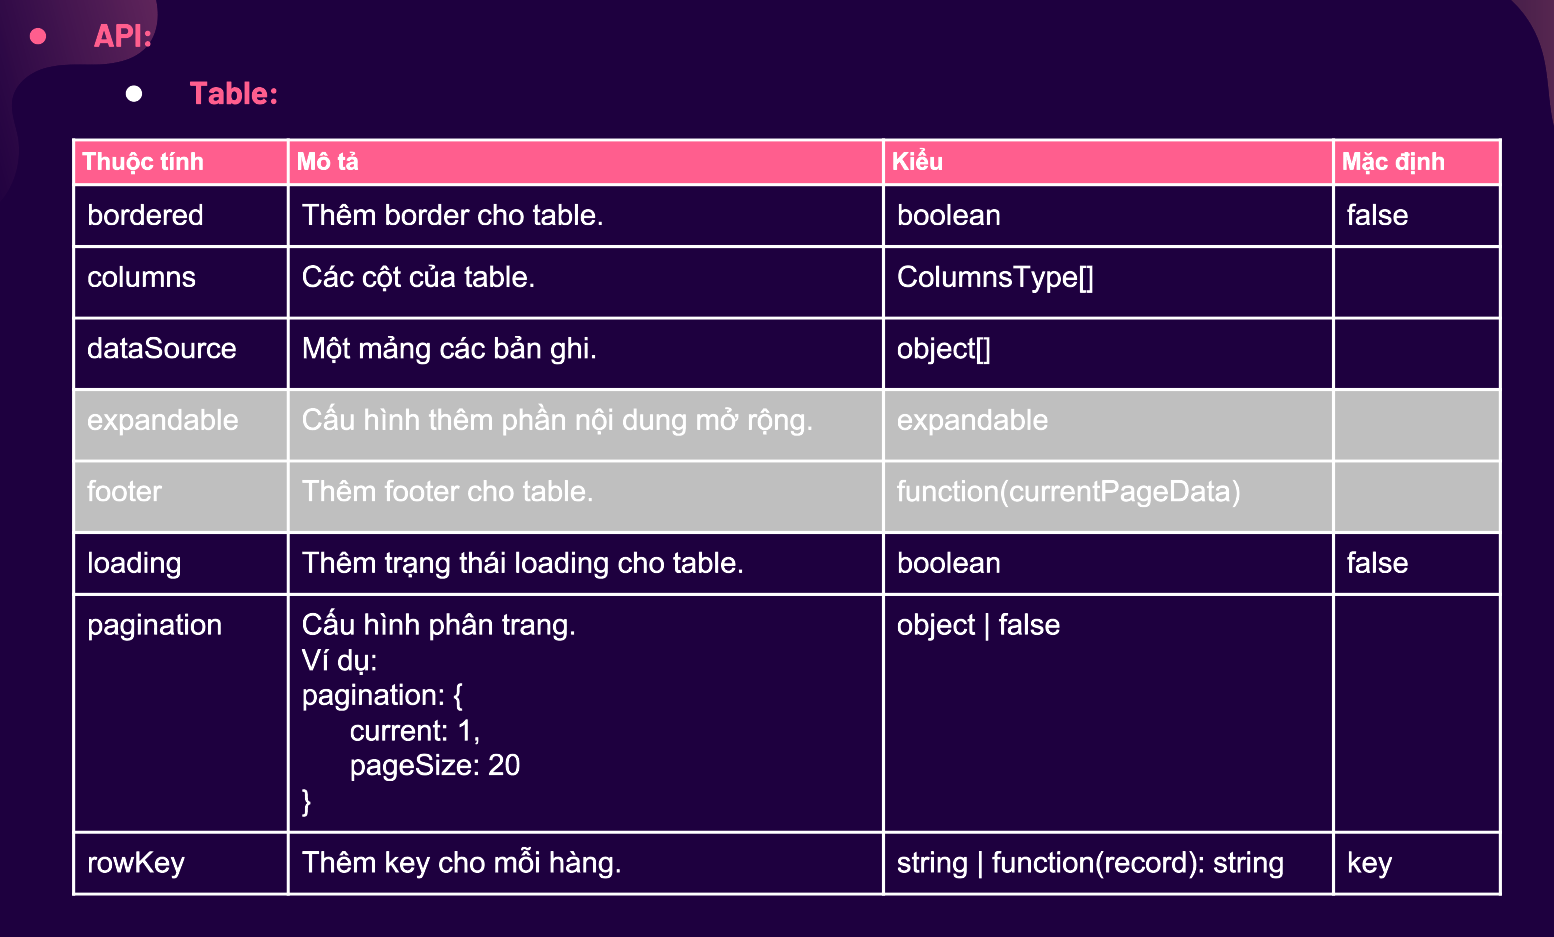 API:
Table:
Thuộc tính Mô tả Kiểu Mặc định
bordered Thêm border cho table. boolean false
columns Các cột của table. ColumnsType[]
dataSource Một mảng các bản ghi. object[]
expandable Cấu hình thêm phần nội dung mở rộng. expandable
footer Thêm footer cho table. function(currentPageData)
loading Thêm trạng thái loading cho table. boolean false
pagination Cấu hình phân trang. object | false
Ví dụ:
pagination: {
current: 1,
pageSize: 20
}
rowKey Thêm key cho mỗi hàng. string | function(record): string key